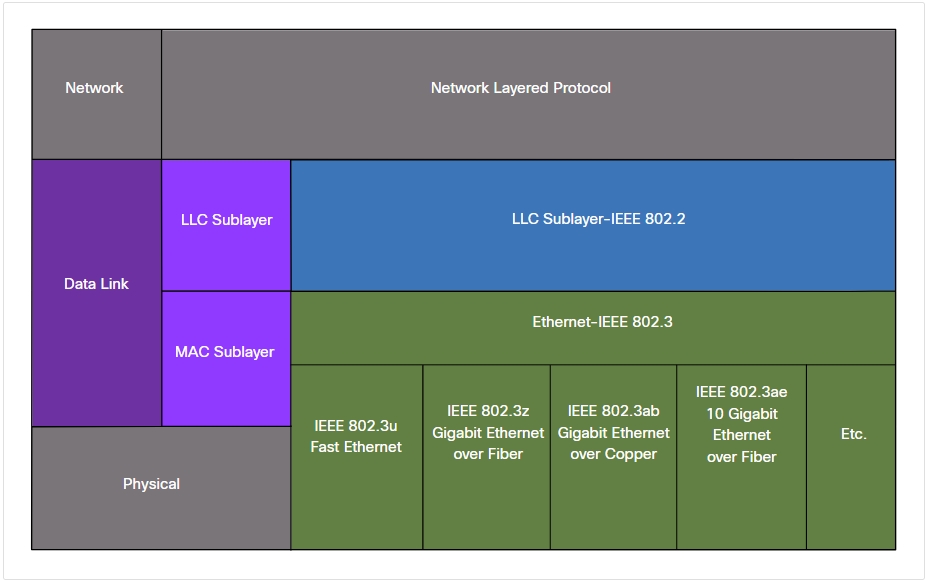 Network
Network Layered Protocol
Data Link
LLC Sublayer
LLC Sublayer-IEEE 802.2
MAC Sublayer
Ethernet-IEEE 802.3
IEEE 802.3u
Fast Ethernet
IEEE 802.3z
Gigabit Ethernet
over Fiber
IEEE 802.3ab
Gigabit Ethernet
over Copper
IEEE 802.3ae
10 Gigabit
Ethernet
over Fiber
Etc.
Physical